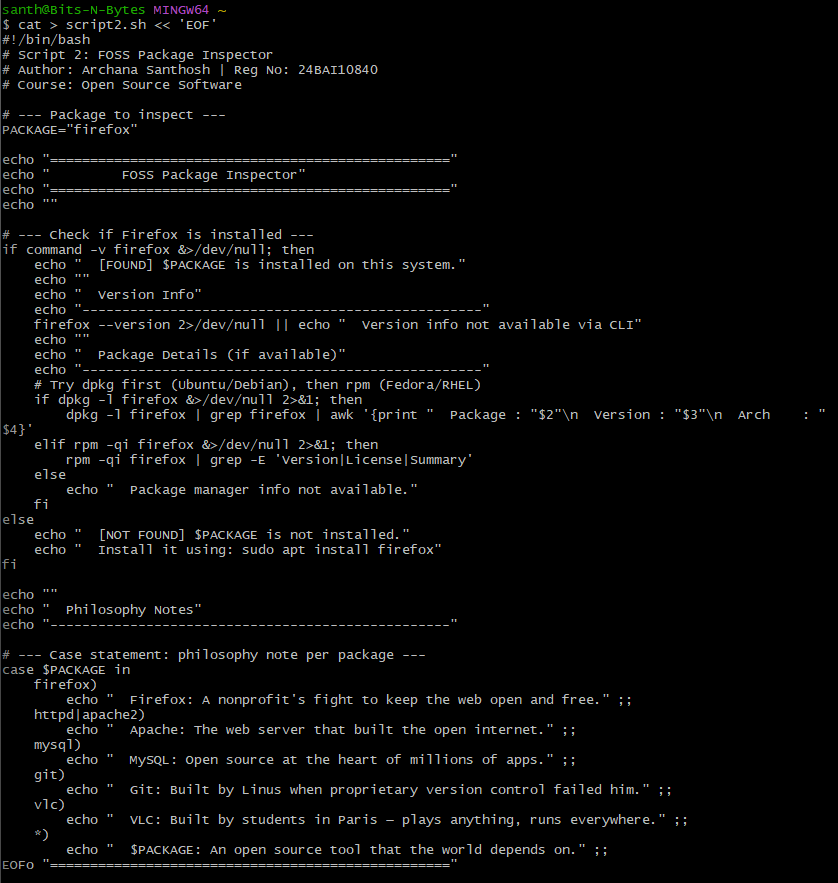 santh@Bits-N-Bytes MINGW64 ~
$ cat > script2.sh << 'EOF'
#!/bin/bash
# Script 2: FOSS Package Inspector
# Author: Archana Santhosh | Reg No: 24BAI10840
# Course: Open Source Software

# --- Package to inspect ---
PACKAGE="firefox"

echo "=================================================="
echo "         FOSS Package Inspector"
echo "=================================================="
echo ""

# --- Check if Firefox is installed ---
if command -v firefox &>/dev/null; then
    echo "  [FOUND] $PACKAGE is installed on this system."
    echo ""
    echo "  Version Info"
    echo "--------------------------------------------------"
    firefox --version 2>/dev/null || echo "  Version info not available via CLI"
    echo ""
    echo "  Package Details (if available)"
    echo "--------------------------------------------------"
    # Try dpkg first (Ubuntu/Debian), then rpm (Fedora/RHEL)
    if dpkg -l firefox &>/dev/null 2>&1; then
        dpkg -l firefox | grep firefox | awk '{print "  Package : "$2"\n  Version : "$3"\n  Arch    : "
$4}'
    elif rpm -qi firefox &>/dev/null 2>&1; then
        rpm -qi firefox | grep -E 'Version|License|Summary'
    else
        echo "  Package manager info not available."
    fi
else
    echo "  [NOT FOUND] $PACKAGE is not installed."
    echo "  Install it using: sudo apt install firefox"
fi

echo ""
echo "  Philosophy Notes"
echo "--------------------------------------------------"

# --- Case statement: philosophy note per package ---
case $PACKAGE in
    firefox)
        echo "  Firefox: A nonprofit's fight to keep the web open and free." ;;
    httpd|apache2)
        echo "  Apache: The web server that built the open internet." ;;
    mysql)
        echo "  MySQL: Open source at the heart of millions of apps." ;;
    git)
        echo "  Git: Built by Linus when proprietary version control failed him." ;;
    vlc)
        echo "  VLC: Built by students in Paris — plays anything, runs everywhere." ;;
    *)
        echo "  $PACKAGE: An open source tool that the world depends on." ;;
EOFo "=================================================="